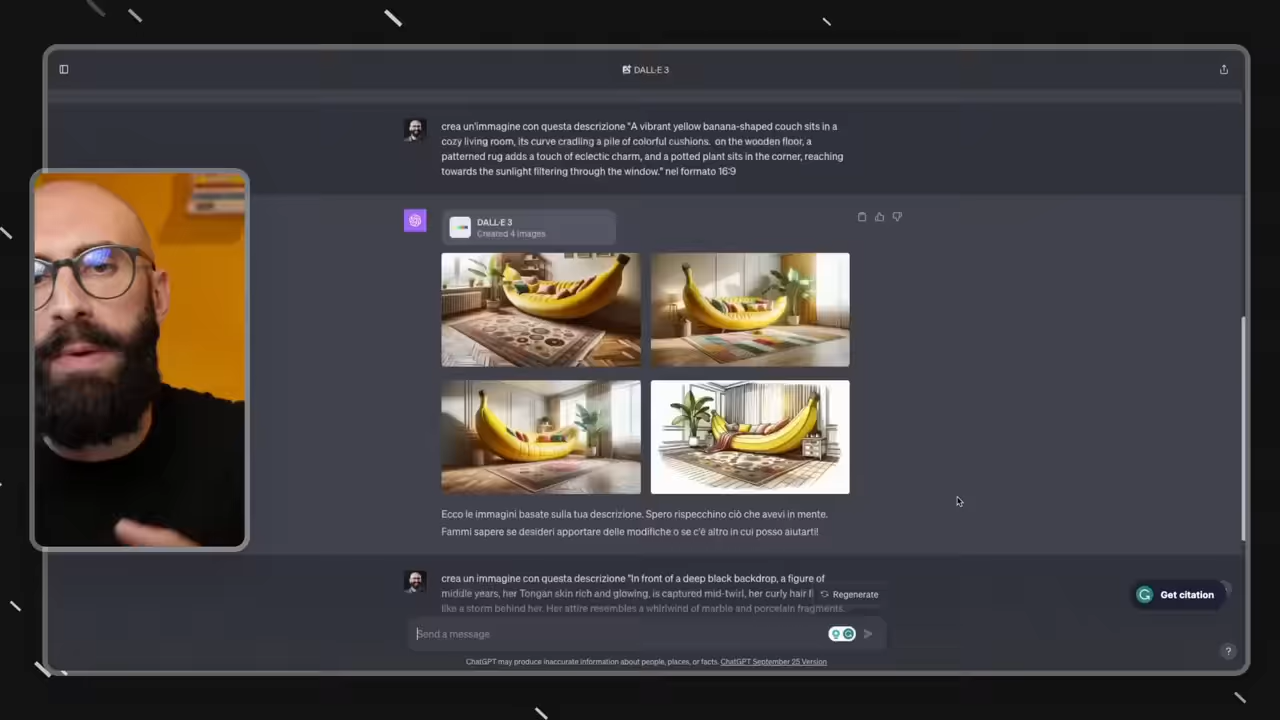 DALL·E 3
crea un'immagine con questa descrizione "A vibrant yellow banana-shaped couch sits in a
cozy living room, its curve cradling a pile of colorful cushions. on the wooden floor, a
patterned rug adds a touch of eclectic charm, and a potted plant sits in the corner, reaching
towards the sunlight filtering through the window." nel formato 16:9
DALL·E 3
Created 4 images
Ecco le immagini basate sulla tua descrizione. Spero rispecchino ciò che avevi in mente.
Fammi sapere se desideri apportare delle modifiche o se c'è altro in cui posso aiutarti!
crea un immagine con questa descrizione "In front of a deep black backdrop, a figure of
middle years, her Tongan skin rich and glowing, is captured mid-twirl, her curly hair
like a storm behind her. Her attire resembles a whirlwind of marble and porcelain fragments.
Regenerate
Get citation
Send a message
ChatGPT may produce inaccurate information about people, places, or facts. ChatGPT September 25 Version
?